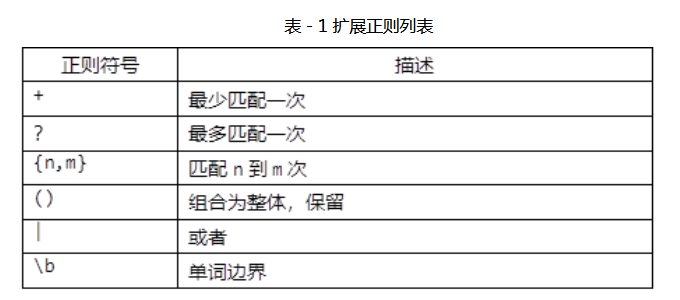 表 - 1 扩展正则列表
正则符号 描述
+ 最少匹配一次
? 最多匹配一次
{n,m} 匹配 n 到 m 次
() 组合为整体，保留
| 或者
\b 单词边界